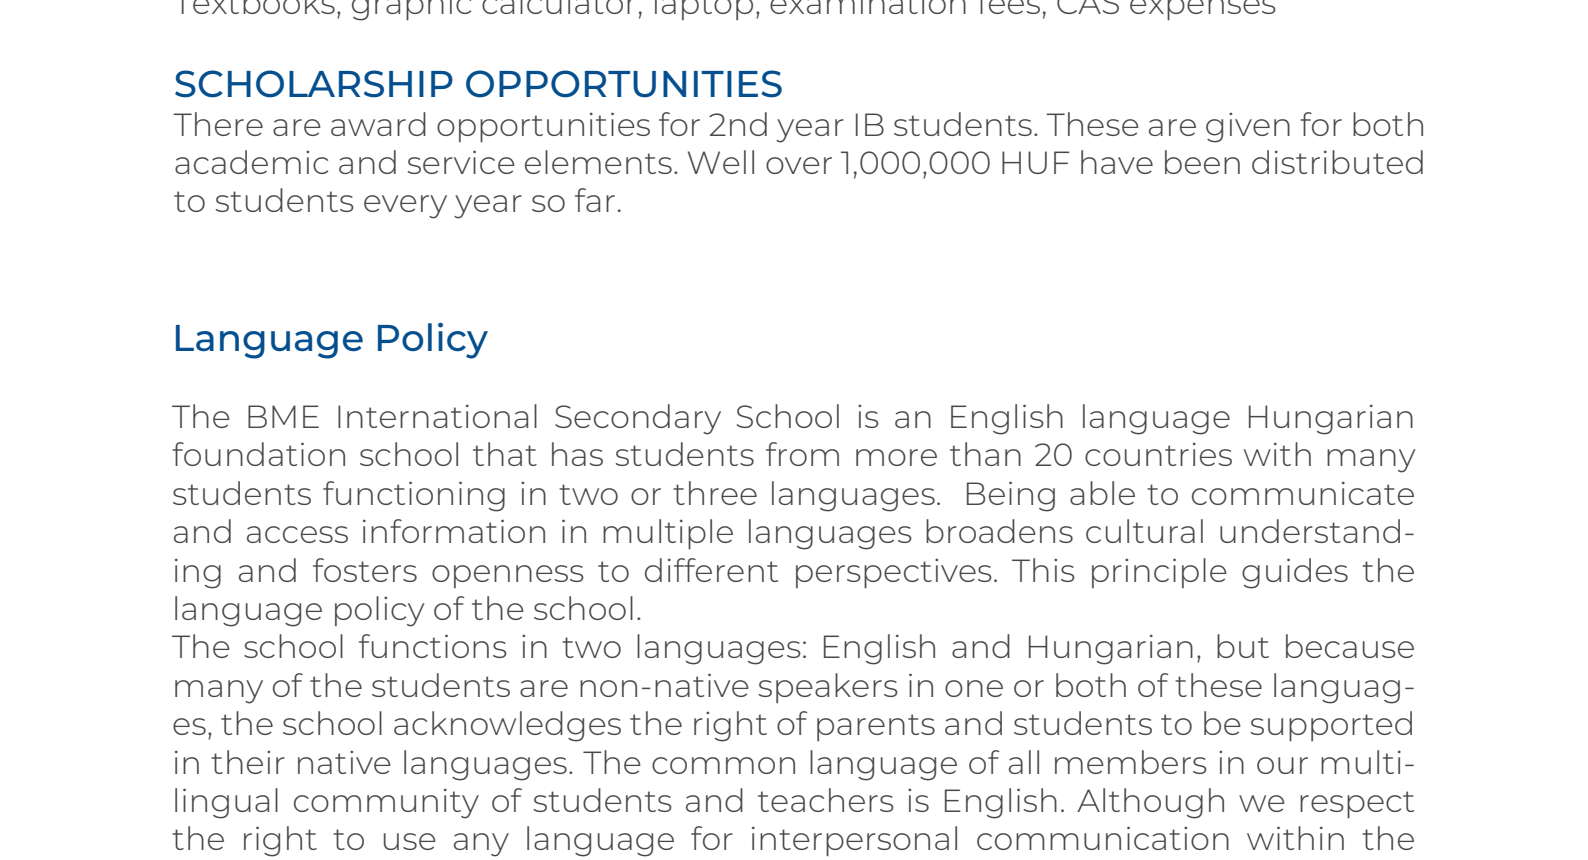 Textbooks, graphic calculator, laptop, examination fees, CAS expenses
SCHOLARSHIP OPPORTUNITIES
There are award opportunities for 2nd year IB students. These are given for both
academic and service elements. Well over 1,000,000 HUF have been distributed
to students every year so far.
Language Policy
The BME International Secondary School is an English language Hungarian
foundation school that has students from more than 20 countries with many
students functioning in two or three languages.  Being able to communicate
and access information in multiple languages broadens cultural understand-
ing and fosters openness to different perspectives. This principle guides the
language policy of the school.
The school functions in two languages: English and Hungarian, but because
many of the students are non-native speakers in one or both of these languag-
es, the school acknowledges the right of parents and students to be supported
in their native languages. The common language of all members in our multi-
lingual community of students and teachers is English. Although we respect
the right to use any language for interpersonal communication within the